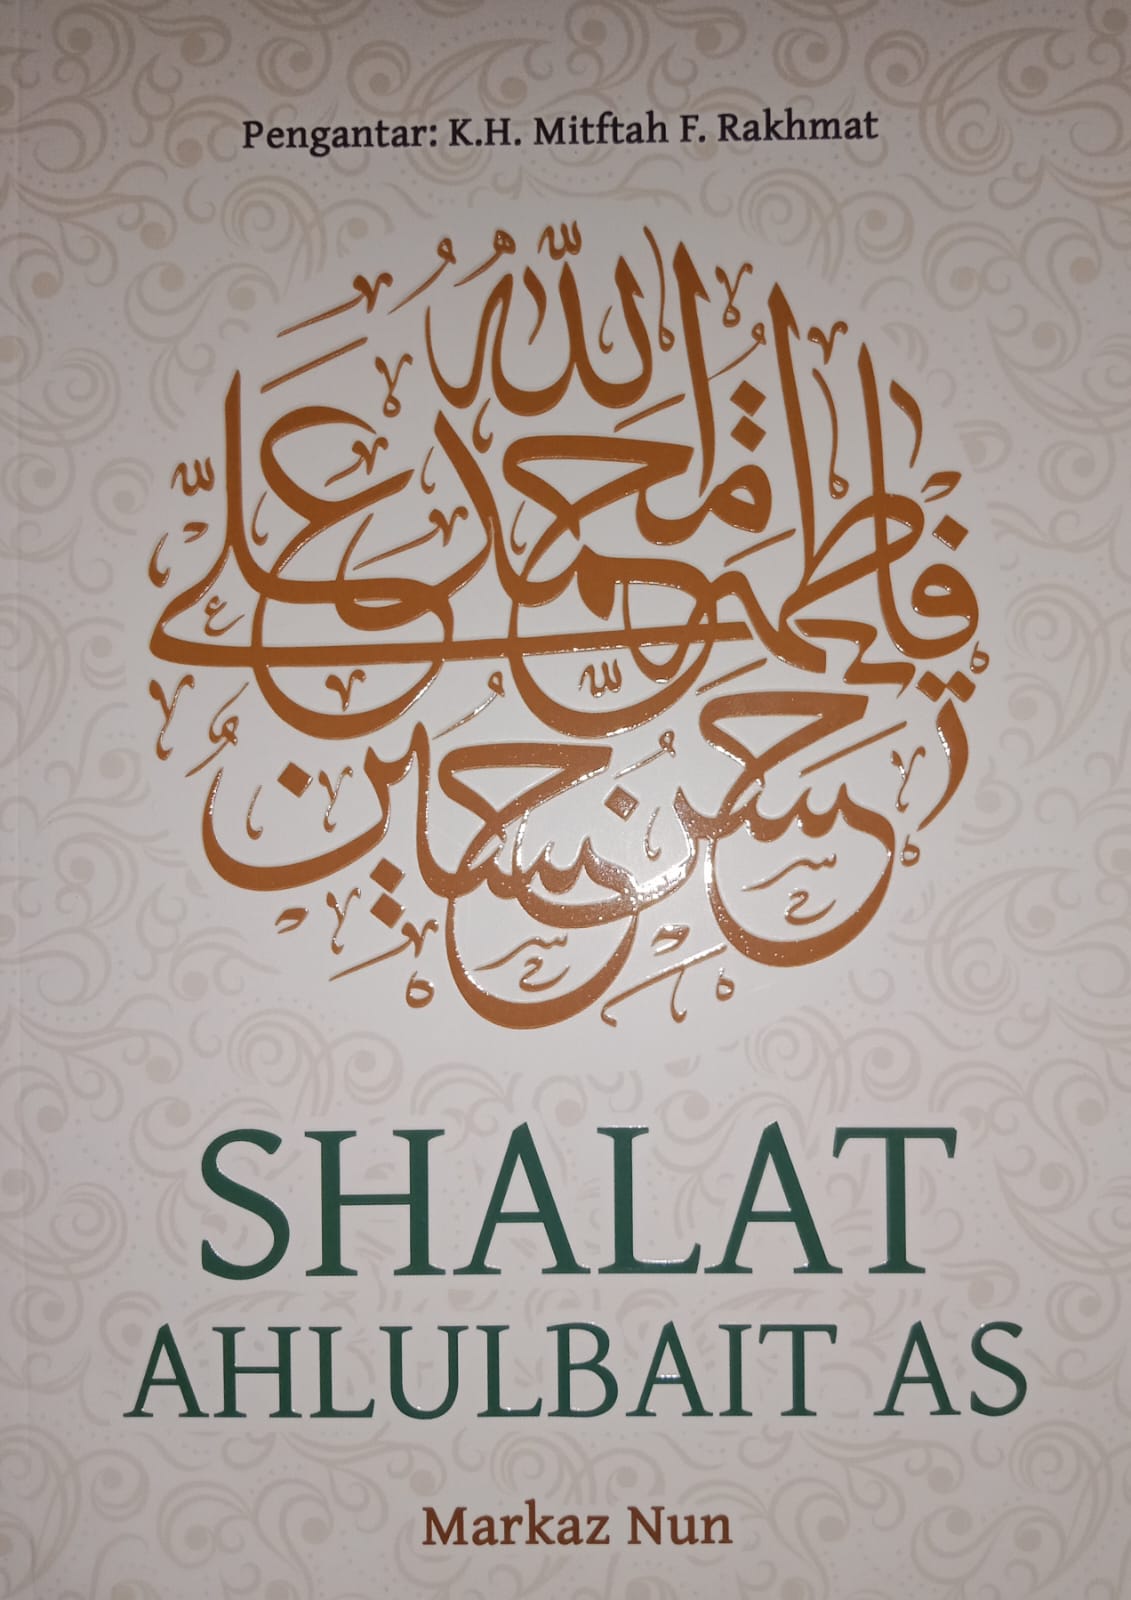 Pengantar: K.H. Mitftah F. Rakhmat
الله
محمد
علي
فاطمة
حسن
حسين
SHALAT
AHLULBAIT AS
Markaz Nun